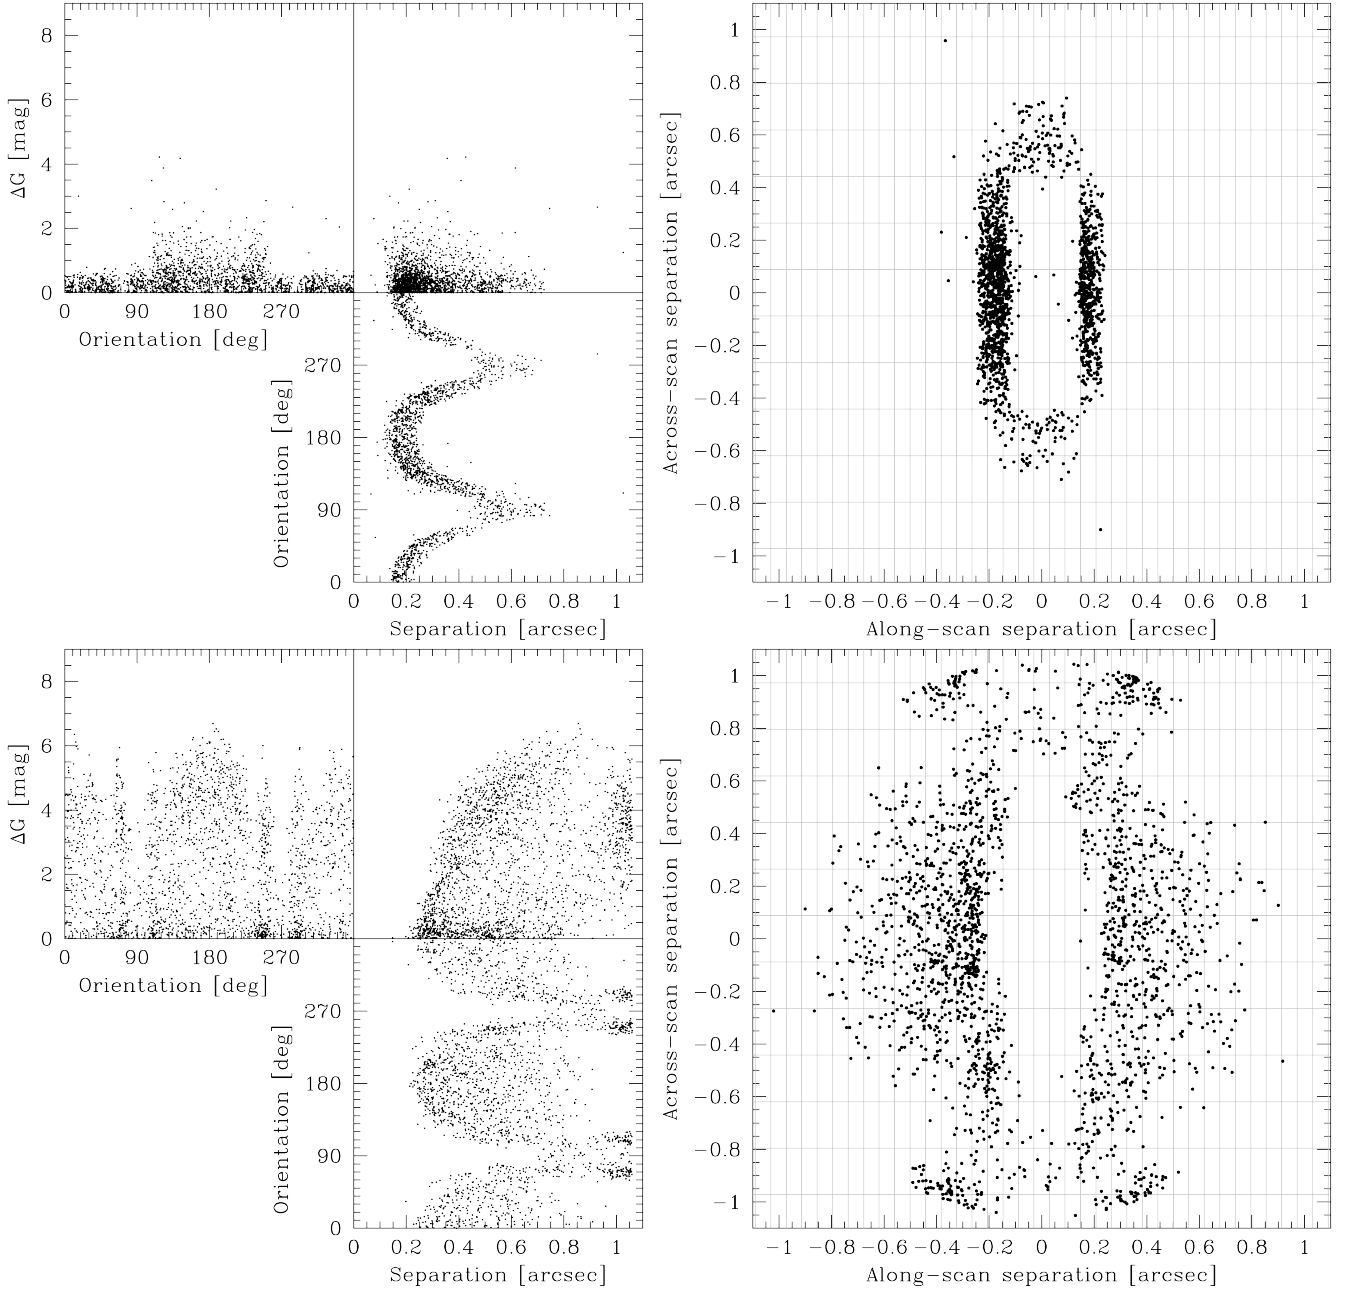 8
6
4
2
0
ΔG [mag]
0 90 180 270
Orientation [deg]
270
180
90
0
Orientation [deg]
0 0.2 0.4 0.6 0.8 1
Separation [arcsec]
1
0.8
0.6
0.4
0.2
0
−0.2
−0.4
−0.6
−0.8
−1
Across−scan separation [arcsec]
−1 −0.8 −0.6 −0.4 −0.2 0 0.2 0.4 0.6 0.8 1
Along−scan separation [arcsec]
8
6
4
2
0
ΔG [mag]
0 90 180 270
Orientation [deg]
270
180
90
0
Orientation [deg]
0 0.2 0.4 0.6 0.8 1
Separation [arcsec]
1
0.8
0.6
0.4
0.2
0
−0.2
−0.4
−0.6
−0.8
−1
Across−scan separation [arcsec]
−1 −0.8 −0.6 −0.4 −0.2 0 0.2 0.4 0.6 0.8 1
Along−scan separation [arcsec]